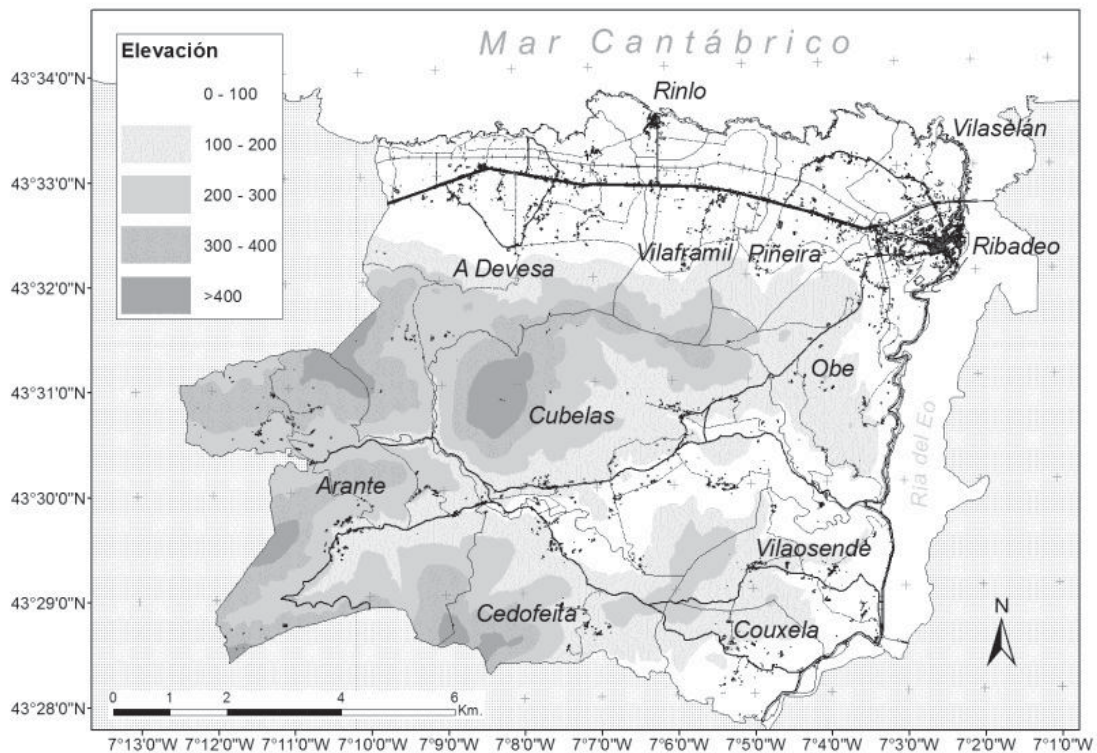 Elevación
0 - 100
100 - 200
200 - 300
300 - 400
>400
Mar Cantábrico
43°34'0"N
43°33'0"N
43°32'0"N
43°31'0"N
43°30'0"N
43°29'0"N
43°28'0"N
Rinlo
Vilaselán
Ribadeo
A Devesa
Vilaframil
Piñeira
Obe
Cubelas
Ría del Eo
Arante
Vilaosende
Cedofeita
Couxela
N
0 1 2 4 6
Km.
7°13'0"W 7°12'0"W 7°11'0"W 7°10'0"W 7°9'0"W 7°8'0"W 7°7'0"W 7°6'0"W 7°5'0"W 7°4'0"W 7°3'0"W 7°2'0"W 7°1'0"W